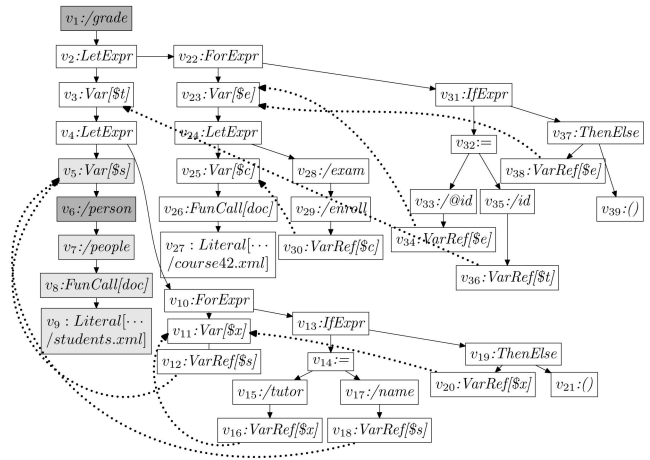 v1:/grade
v2:LetExpr
v22:ForExpr
v3:Var[$t]
v23:Var[$e]
v31:IfExpr
v4:LetExpr
v24:LetExpr
v32:=
v37:ThenElse
v5:Var[$s]
v25:Var[$c]
v28:/exam
v38:VarRef[$e]
v6:/person
v26:FunCall[doc]
v29:/enroll
v33:/@id
v35:/id
v39:()
v7:/people
v27: Literal[···
/course42.xml]
v30:VarRef[$c]
v34:VarRef[$e]
v36:VarRef[$t]
v8:FunCall[doc]
v9: Literal[···
/students.xml]
v10:ForExpr
v13:IfExpr
v11:Var[$x]
v12:VarRef[$s]
v14:=
v19:ThenElse
v15:/tutor
v17:/name
v20:VarRef[$x]
v21:()
v16:VarRef[$x]
v18:VarRef[$s]